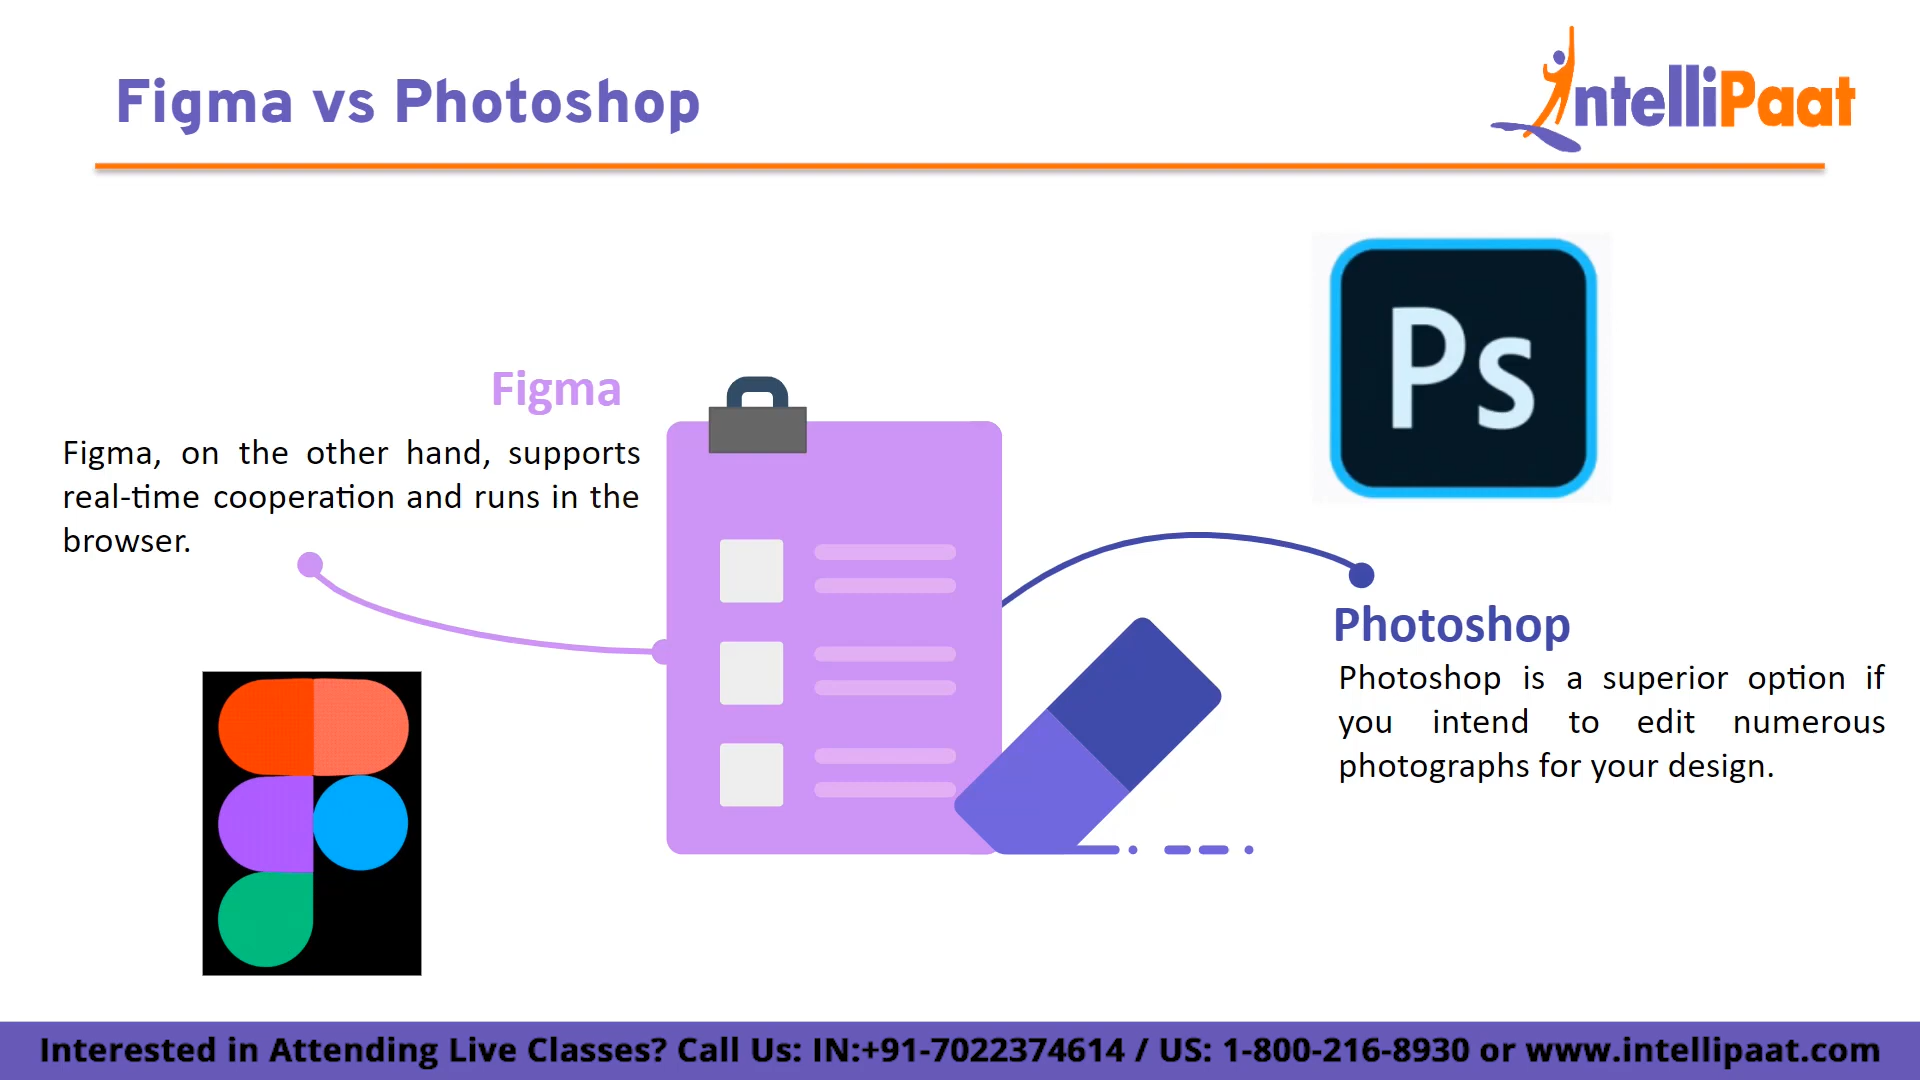 Figma vs Photoshop
IntelliPaat
Figma
Figma, on the other hand, supports
real-time cooperation and runs in the
browser.
Ps
Photoshop
Photoshop is a superior option if
you intend to edit numerous
photographs for your design.
Interested in Attending Live Classes? Call Us: IN:+91-7022374614 / US: 1-800-216-8930 or www.intellipaat.com